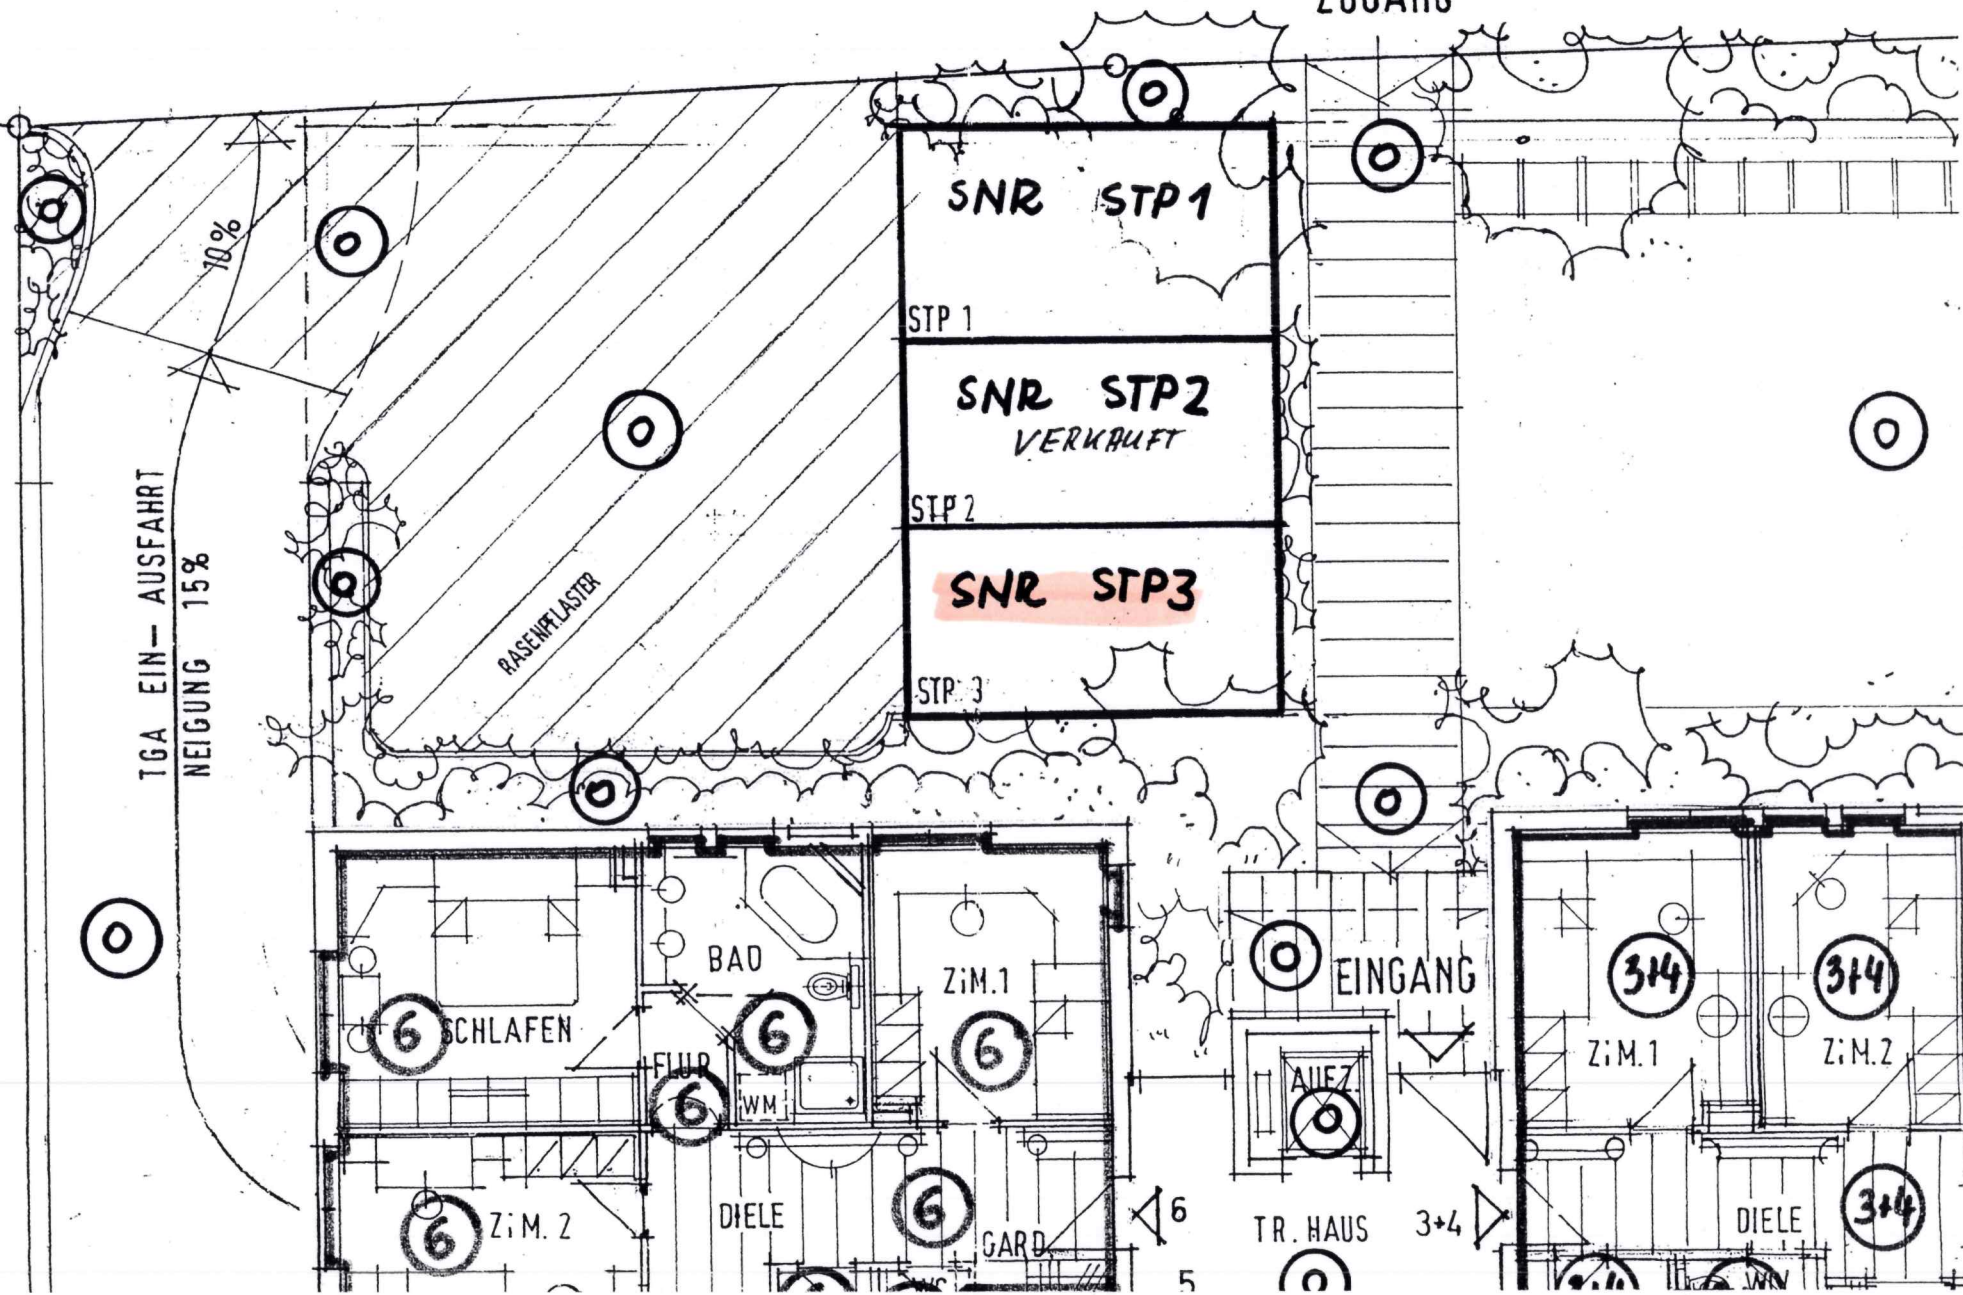 ZUGANG
O
O
O
O
10%
SNR STP1
STP 1
SNR STP2
VERKAUFT
STP 2
O
O
SNR STP3
STP 3
O
RASENPFLASTER
TGA EIN- AUSFAHRT
NEIGUNG 15%
O
O
O
BAD
ZiM.1
O
EINGANG
3+4
3+4
6
SCHLAFEN
6
6
ZiM.1
ZiM.2
FLUR
6
WM
AUFZ.
O
6
ZiM. 2
DIELE
6
GARD.
6
TR. HAUS
3+4
DIELE
3+4
5
O